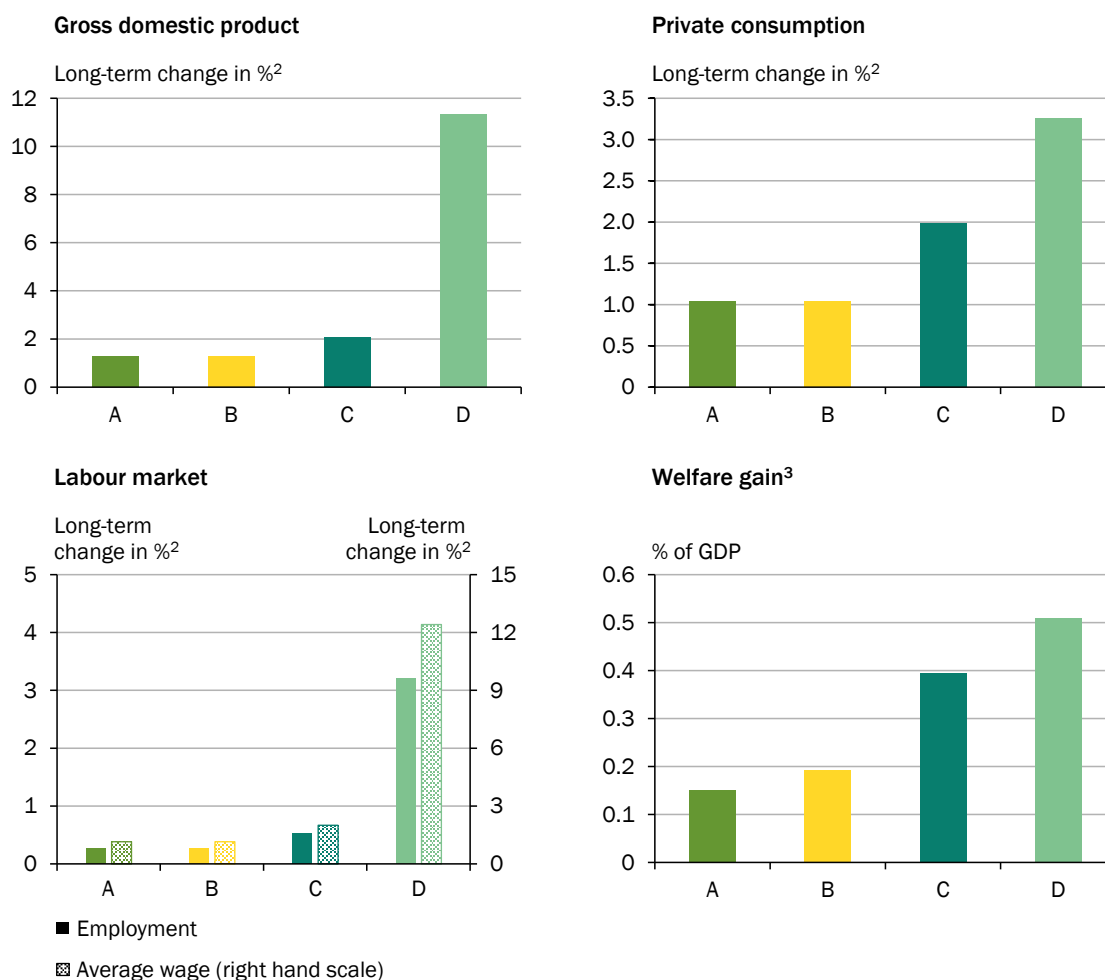 Gross domestic product
Long-term change in %²
12
10
8
6
4
2
0
A B C D
Private consumption
Long-term change in %²
3.5
3.0
2.5
2.0
1.5
1.0
0.5
0
A B C D
Labour market
Long-term
change in %²
Long-term
change in %²
5 15
4 12
3 9
2 6
1 3
0 0
A B C D
Employment
Average wage (right hand scale)
Welfare gain³
% of GDP
0.6
0.5
0.4
0.3
0.2
0.1
0
A B C D